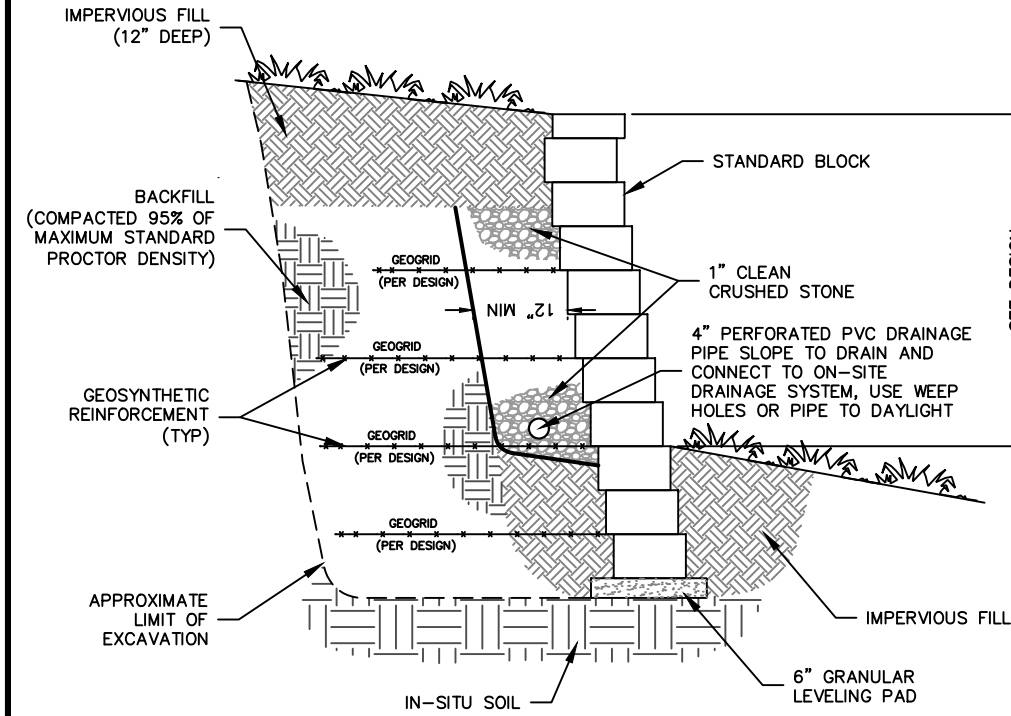 IMPERVIOUS FILL
(12" DEEP)
STANDARD BLOCK
BACKFILL
(COMPACTED 95% OF
MAXIMUM STANDARD
PROCTOR DENSITY)
GEOGRID
(PER DESIGN)
1" CLEAN
CRUSHED STONE
12" MIN
4" PERFORATED PVC DRAINAGE
PIPE SLOPE TO DRAIN AND
CONNECT TO ON-SITE
DRAINAGE SYSTEM, USE WEEP
HOLES OR PIPE TO DAYLIGHT
GEOGRID
(PER DESIGN)
GEOSYNTHETIC
REINFORCEMENT
(TYP)
GEOGRID
(PER DESIGN)
GEOGRID
(PER DESIGN)
APPROXIMATE
LIMIT OF
EXCAVATION
IMPERVIOUS FILL
6" GRANULAR
LEVELING PAD
IN-SITU SOIL